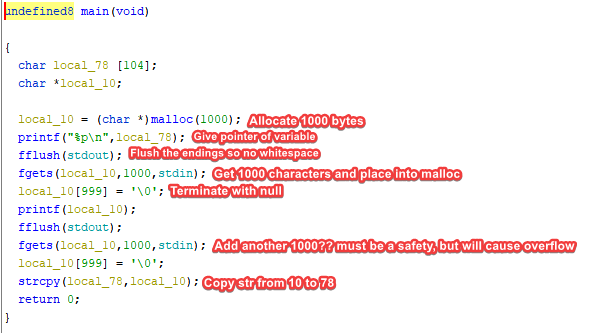 undefined8 main(void)
{
char local_78 [104];
char *local_10;
local_10 = (char *)malloc(1000); Allocate 1000 bytes
printf("%p\n",local_78); Give pointer of variable
fflush(stdout); Flush the endings so no whitespace
fgets(local_10,1000,stdin); Get 1000 characters and place into malloc
local_10[999] = '\0'; Terminate with null
printf(local_10);
fflush(stdout);
fgets(local_10,1000,stdin); Add another 1000?? must be a safety, but will cause overflow
local_10[999] = '\0';
strcpy(local_78,local_10); Copy str from 10 to 78
return 0;
}